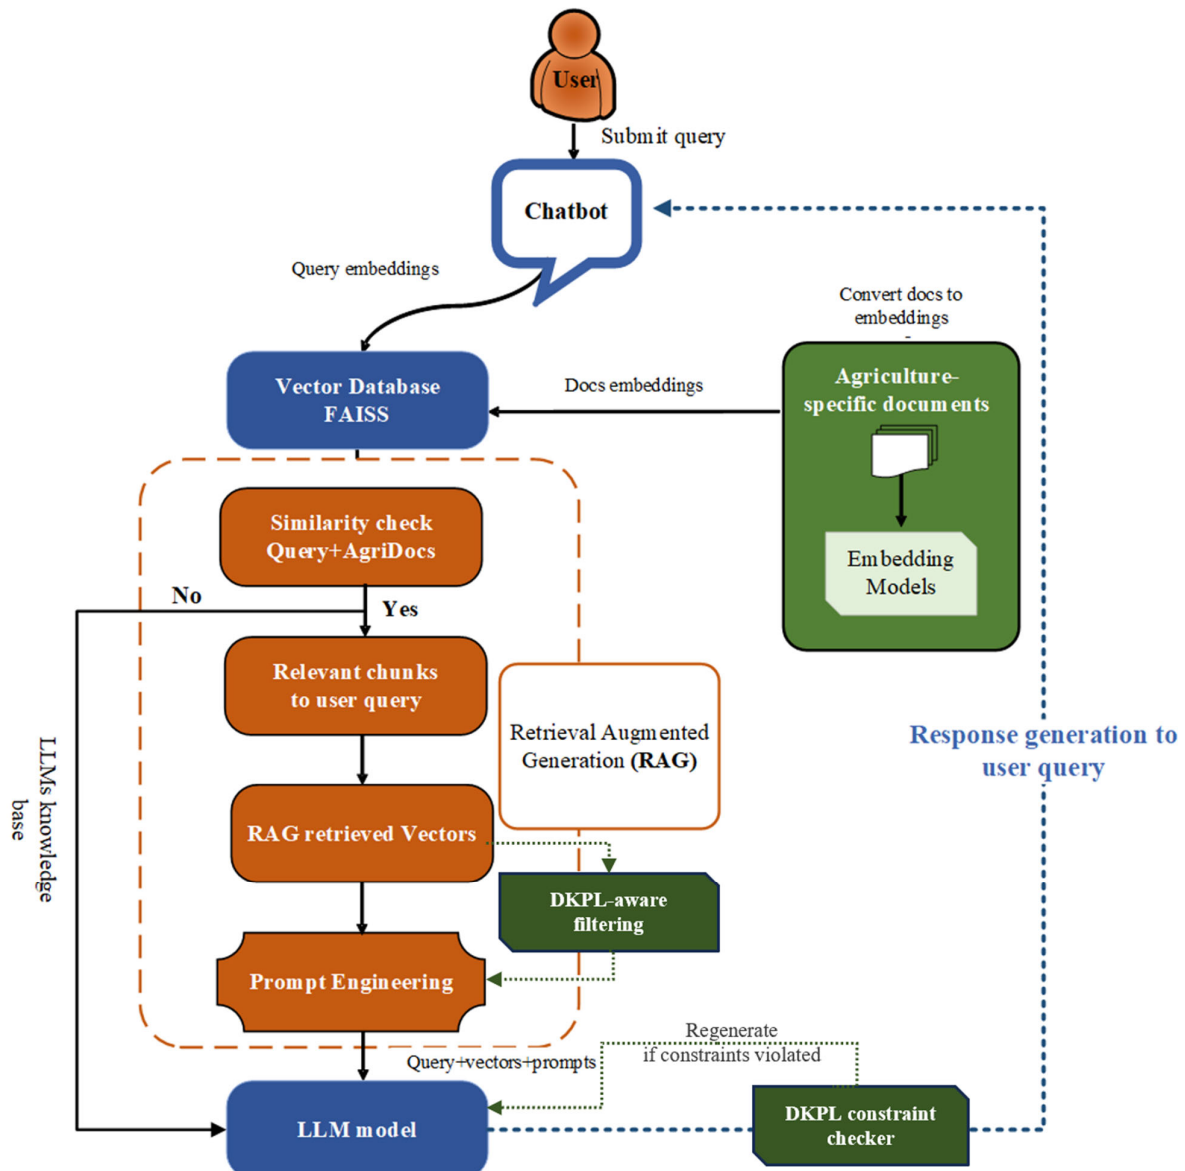 User
Submit query
Chatbot
Query embeddings
Convert docs to
embeddings
Vector Database
FAISS
Docs embeddings
Agriculture-
specific documents
Embedding
Models
Similarity check
Query+AgriDocs
No
Yes
Relevant chunks
to user query
Retrieval Augmented
Generation (RAG)
Response generation to
user query
LLMs knowledge
base
RAG retrieved Vectors
DKPL-aware
filtering
Prompt Engineering
Regenerate
if constraints violated
Query+vectors+prompts
LLM model
DKPL constraint
checker